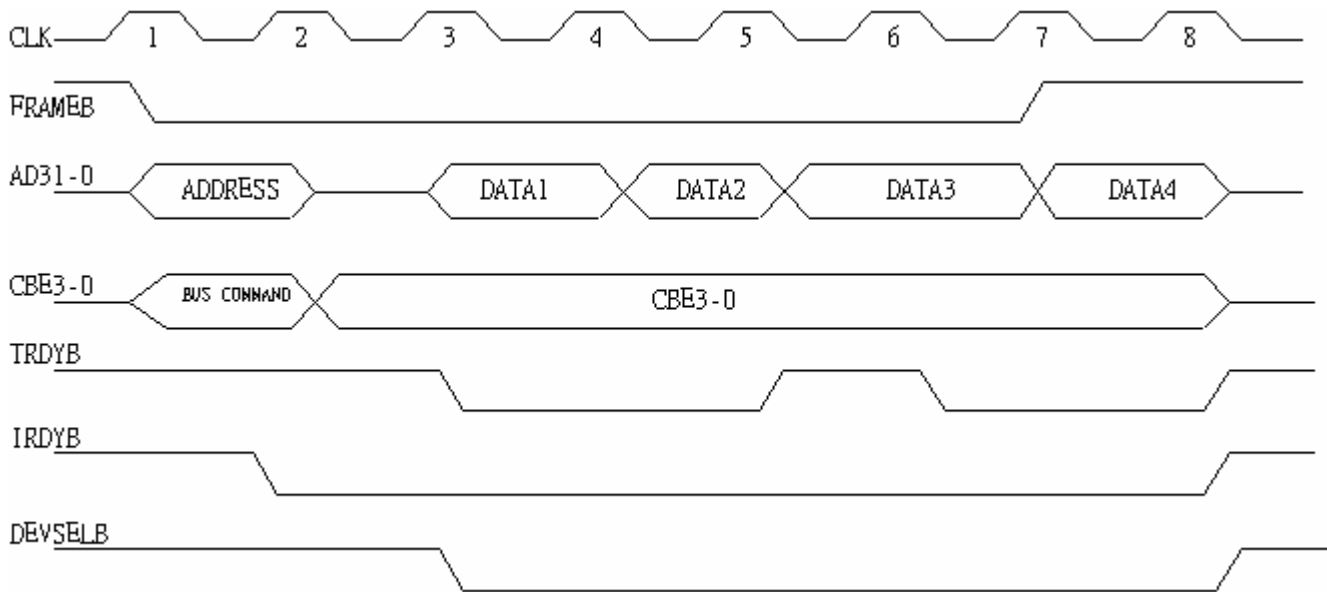 CLK 1 2 3 4 5 6 7 8
FRAMEB
AD31-0 ADDRESS DATA1 DATA2 DATA3 DATA4
CBE3-0 BUS COMMAND CBE3-0
TRDYB
IRDYB
DEVSELB